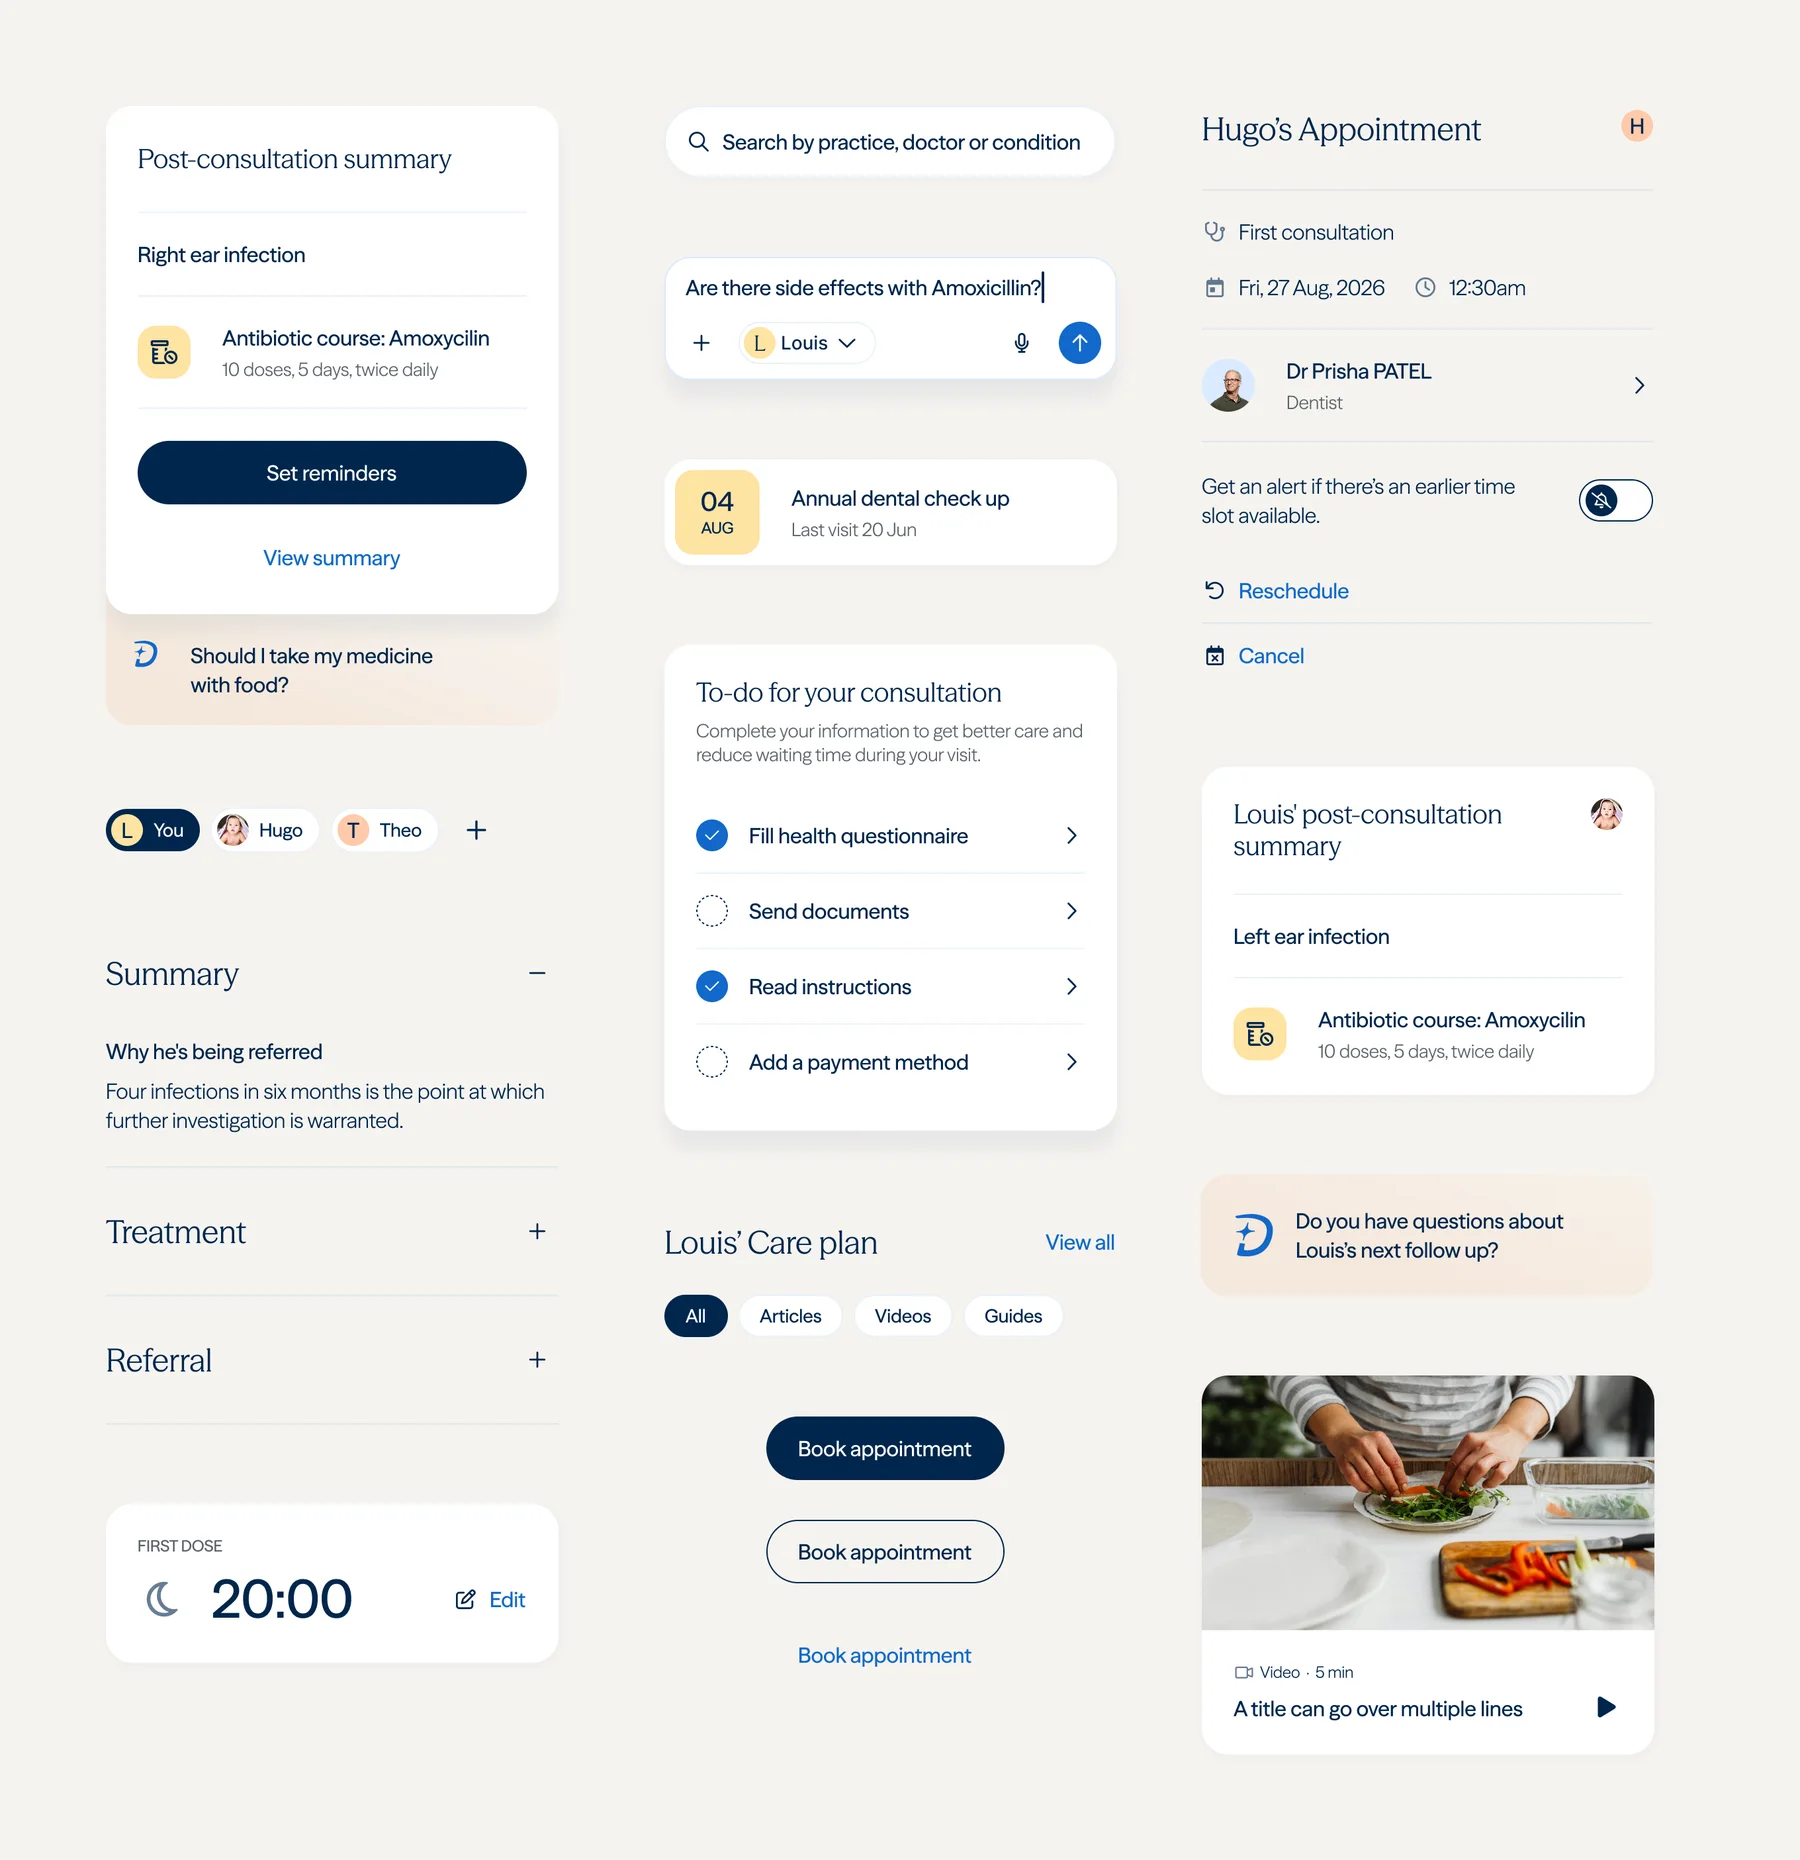 Post-consultation summary
Right ear infection
Antibiotic course: Amoxycilin
10 doses, 5 days, twice daily
Set reminders
View summary
Should I take my medicine
with food?
L You
Hugo
T Theo
Summary
Why he's being referred
Four infections in six months is the point at which
further investigation is warranted.
Treatment
Referral
FIRST DOSE
20:00
Edit
Search by practice, doctor or condition
Are there side effects with Amoxicillin?
L Louis
04
AUG
Annual dental check up
Last visit 20 Jun
To-do for your consultation
Complete your information to get better care and
reduce waiting time during your visit.
Fill health questionnaire
Send documents
Read instructions
Add a payment method
Louis’ Care plan
View all
All
Articles
Videos
Guides
Book appointment
Book appointment
Book appointment
Hugo’s Appointment
H
First consultation
Fri, 27 Aug, 2026
12:30am
Dr Prisha PATEL
Dentist
Get an alert if there’s an earlier time
slot available.
Reschedule
Cancel
Louis' post-consultation
summary
Left ear infection
Antibiotic course: Amoxycilin
10 doses, 5 days, twice daily
Do you have questions about
Louis’s next follow up?
Video · 5 min
A title can go over multiple lines